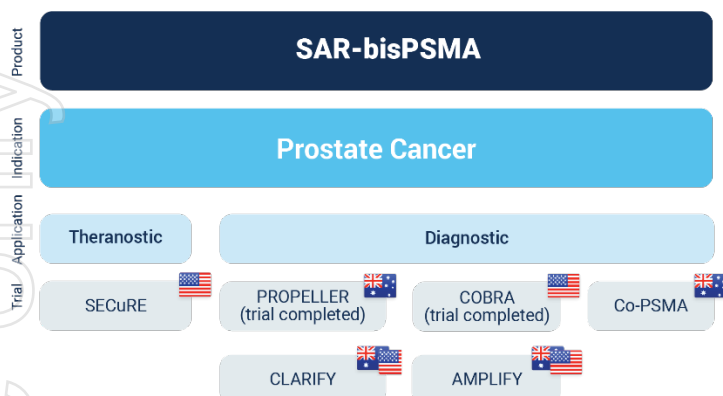 Product
SAR-bisPSMA
Indication
Prostate Cancer
Application
Theranostic
Diagnostic
Trial
SECuRE
PROPELLER
(trial completed)
COBRA
(trial completed)
Co-PSMA
CLARIFY
AMPLIFY